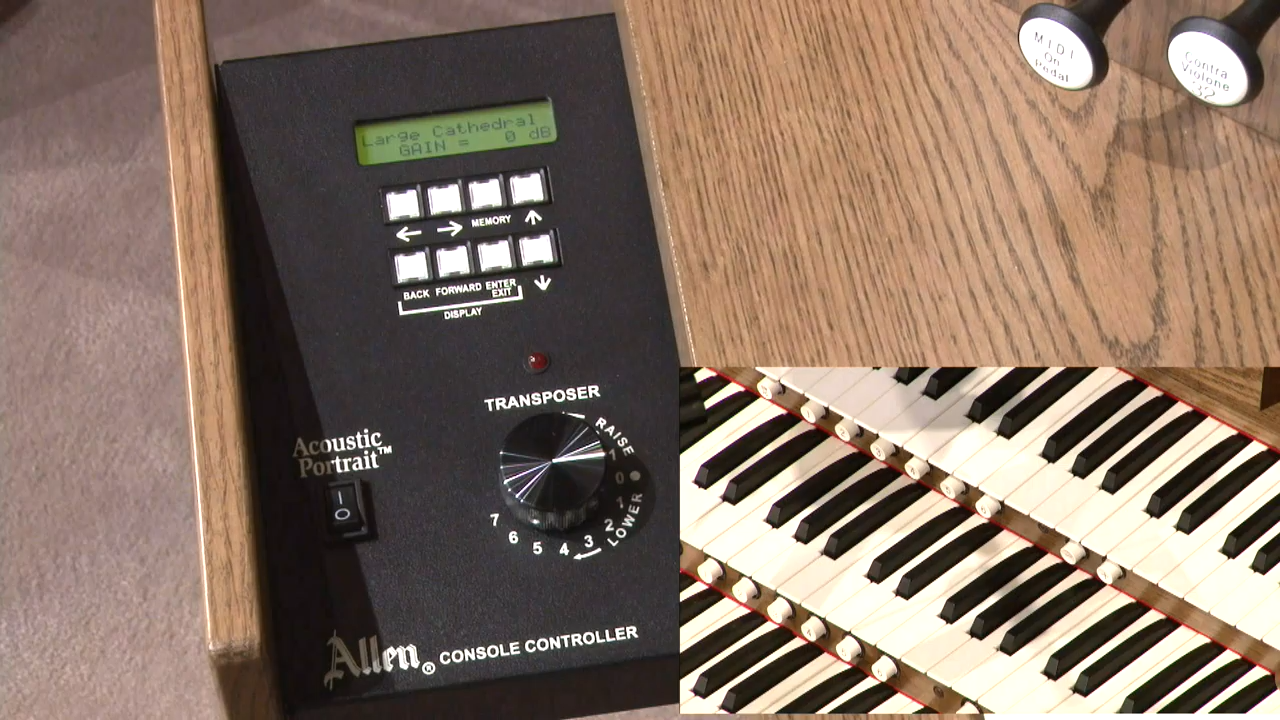 MIDI
On
Pedal
Contra
Violone
32
Large Cathedral
GAIN = 0 dB
MEMORY
BACK FORWARD ENTER
EXIT
DISPLAY
TRANSPOSER
RAISE
1
0
1
2
3
4
5
6
7
LOWER
Acoustic
Portrait™
Allen® CONSOLE CONTROLLER